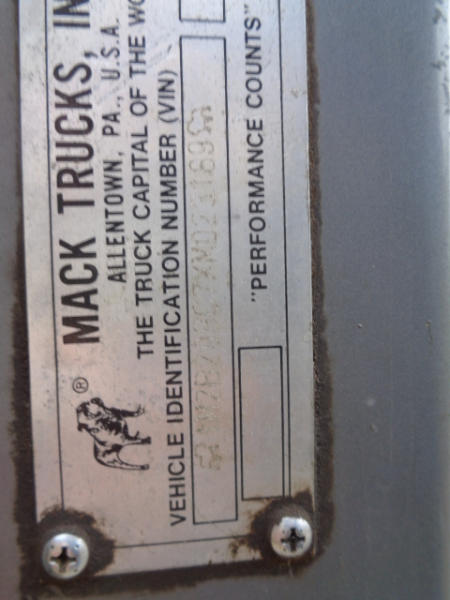 MACK TRUCKS, IN
ALLENTOWN, PA., U.S.A.
THE TRUCK CAPITAL OF THE WO
®
VEHICLE IDENTIFICATION NUMBER (VIN)
"PERFORMANCE COUNTS"